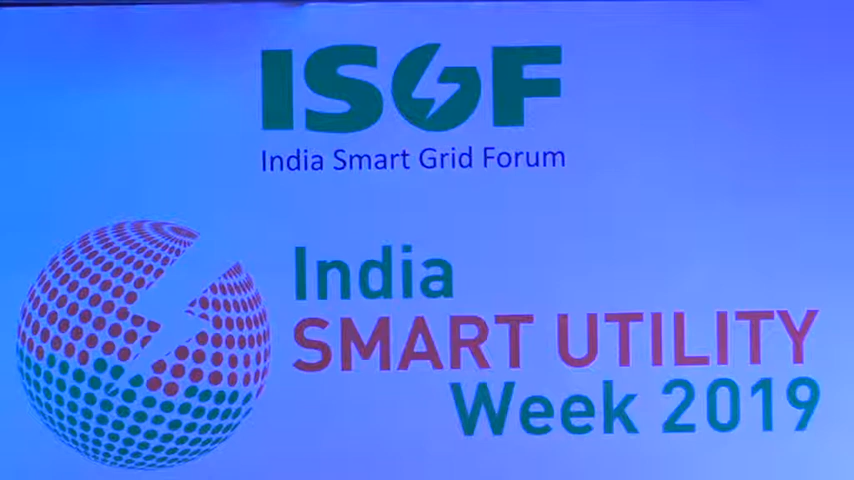 ISGF
India Smart Grid Forum
India
SMART UTILITY
Week 2019